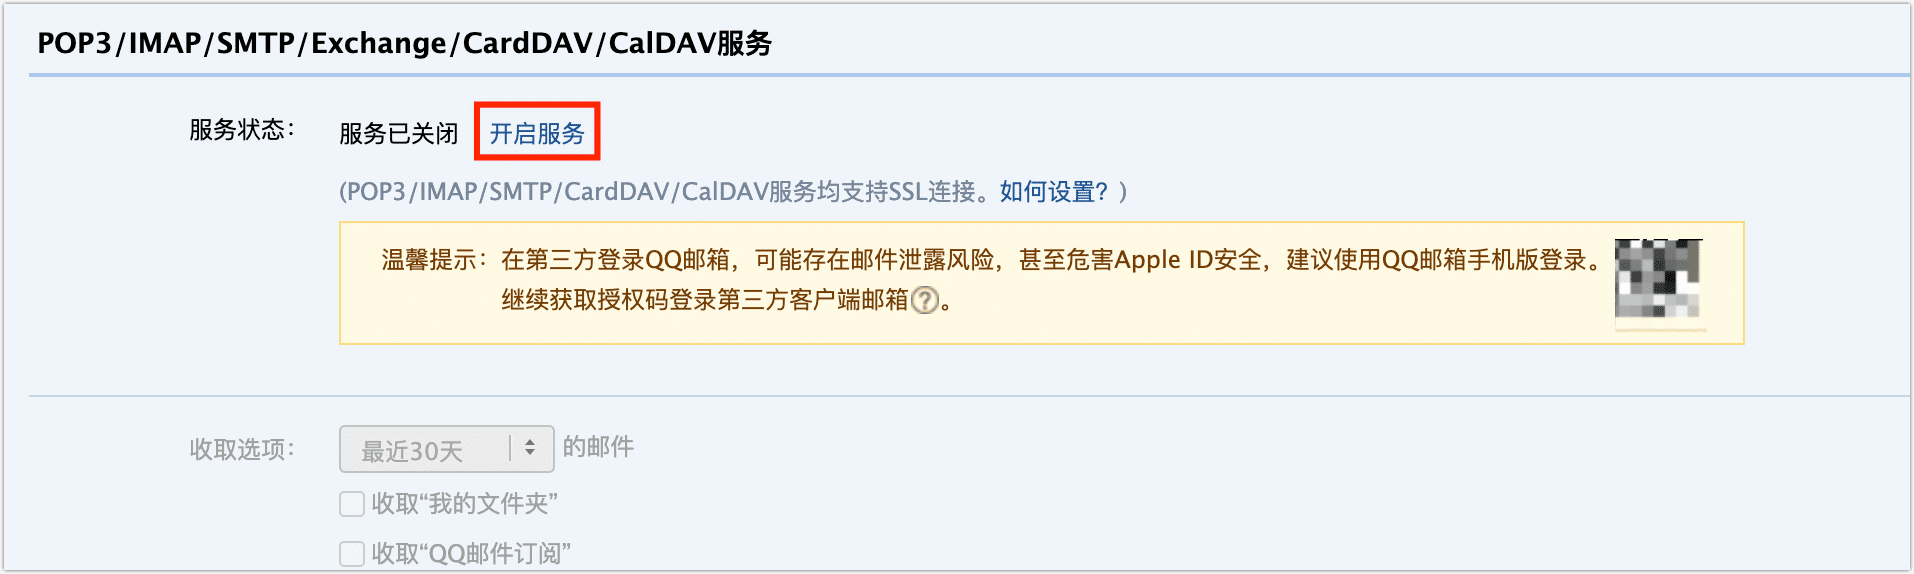 POP3/IMAP/SMTP/Exchange/CardDAV/CalDAV服务
服务状态： 服务已关闭 开启服务
(POP3/IMAP/SMTP/CardDAV/CalDAV服务均支持SSL连接。如何设置？)
温馨提示：在第三方登录QQ邮箱，可能存在邮件泄露风险，甚至危害Apple ID安全，建议使用QQ邮箱手机版登录。
继续获取授权码登录第三方客户端邮箱?。
收取选项： 最近30天 的邮件
收取“我的文件夹”
收取“QQ邮件订阅”